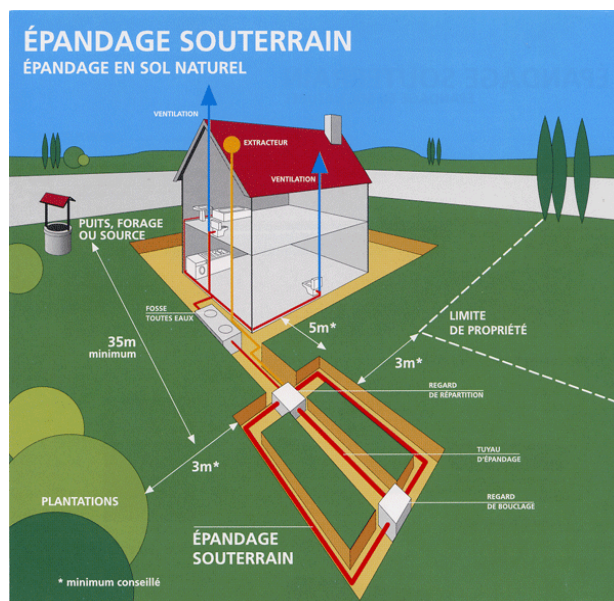 ÉPANDAGE SOUTERRAIN
ÉPANDAGE EN SOL NATUREL
VENTILATION
EXTRACTEUR
VENTILATION
PUITS, FORAGE
OU SOURCE
FOSSE
TOUTES EAUX
35m
minimum
5m*
LIMITE
DE PROPRIÉTÉ
3m*
REGARD
DE RÉPARTITION
TUYAU
D'ÉPANDAGE
3m*
PLANTATIONS
REGARD
DE BOUCLAGE
ÉPANDAGE
SOUTERRAIN
* minimum conseillé